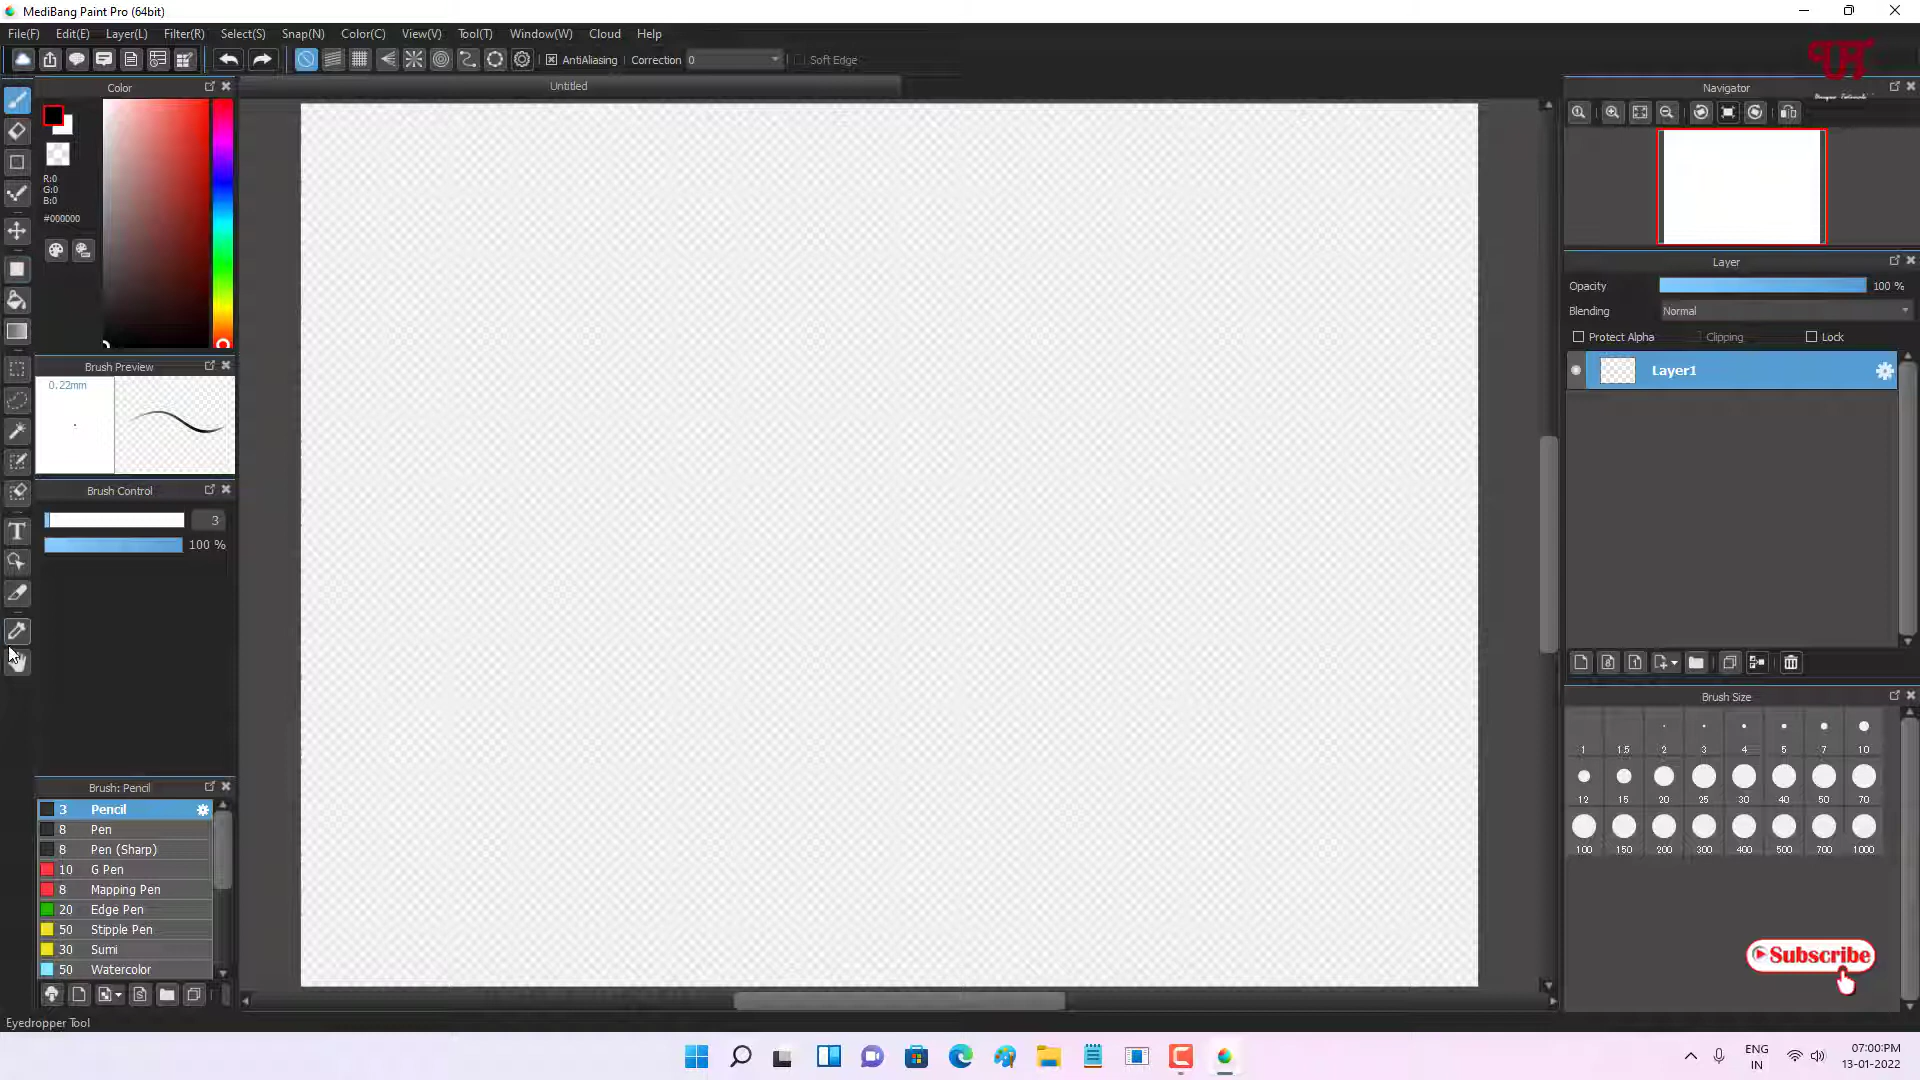 MediBang Paint Pro (64bit)
File(F) Edit(E) Layer(L) Filter(R) Select(S) Snap(N) Color(C) View(V) Tool(T) Window(W) Cloud Help
AntiAliasing Correction 0 Soft Edge
Color
Untitled
Navigator
R:0
G:0
B:0
#000000
Layer
Opacity 100 %
Blending Normal
Protect Alpha Clipping Lock
Layer1
Brush Preview
0.22mm
Brush Control
3
100 %
T
Brush Size
1 1.5 2 3 4 5 7 10
12 15 20 25 30 40 50 70
100 150 200 300 400 500 700 1000
Brush: Pencil
3 Pencil
8 Pen
8 Pen (Sharp)
10 G Pen
8 Mapping Pen
20 Edge Pen
50 Stipple Pen
30 Sumi
50 Watercolor
Subscribe
Eyedropper Tool
ENG
IN
07:00:PM
13-01-2022